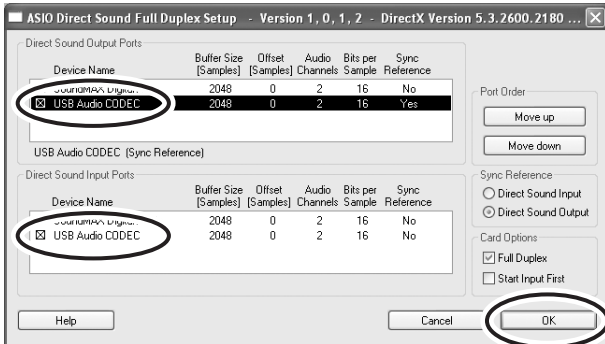 ASIO Direct Sound Full Duplex Setup - Version 1, 0, 1, 2 - DirectX Version 5.3.2600.2180 ...
Direct Sound Output Ports
Device Name Buffer Size [Samples] Offset [Samples] Audio Channels Bits per Sample Sync Reference
2048 0 2 16 No
USB Audio CODEC 2048 0 2 16 Yes
USB Audio CODEC (Sync Reference)
Direct Sound Input Ports
Device Name Buffer Size [Samples] Offset [Samples] Audio Channels Bits per Sample Sync Reference
2048 0 2 16 No
USB Audio CODEC 2048 0 2 16 No
Port Order
Move up
Move down
Sync Reference
Direct Sound Input
Direct Sound Output
Card Options
Full Duplex
Start Input First
Help
Cancel
OK